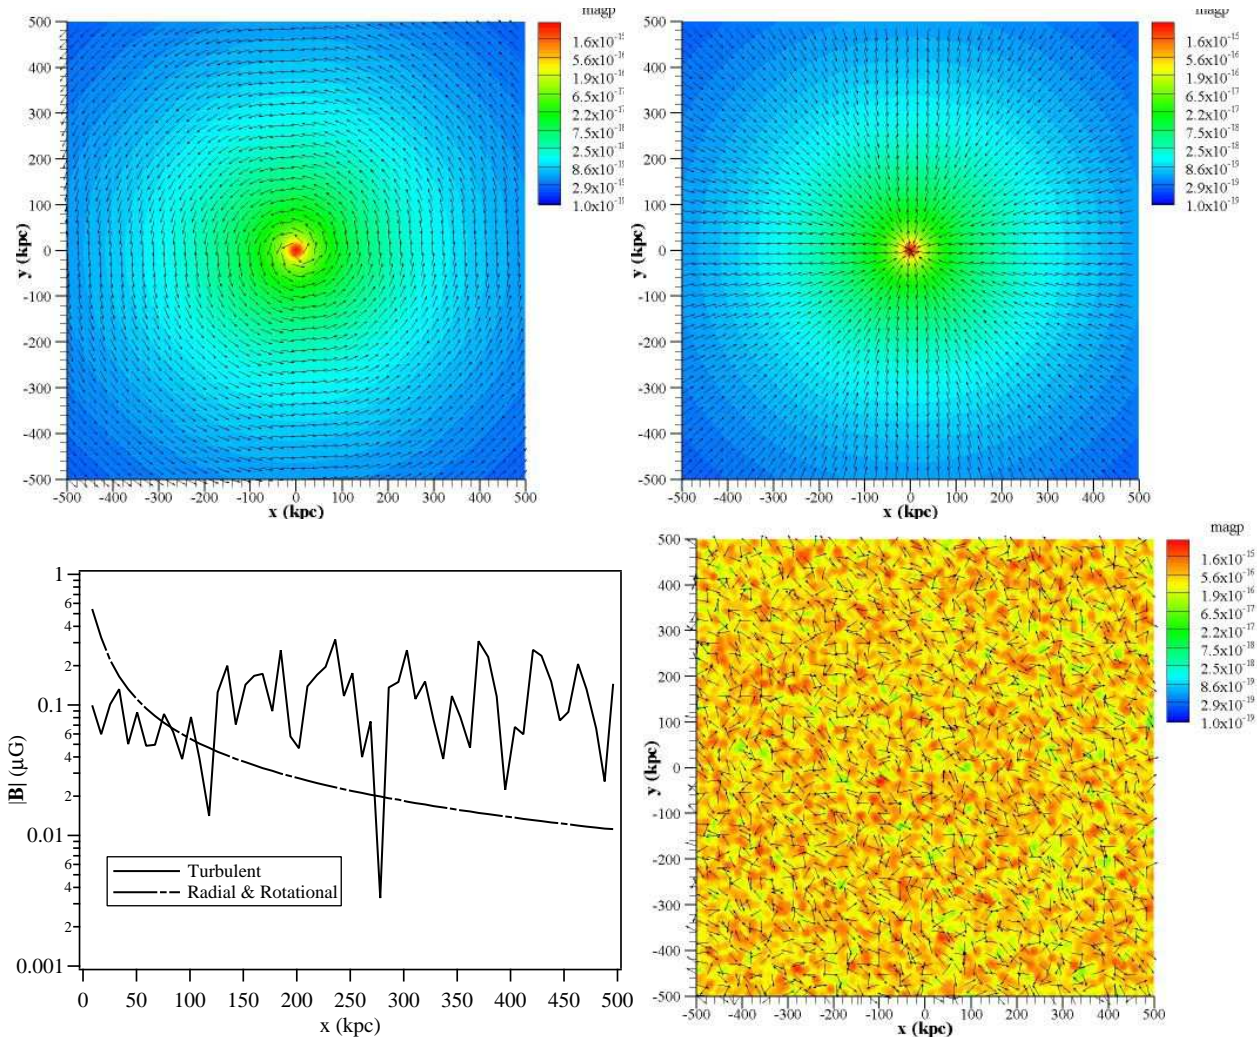 magp
500
400
300
200
100
0
-100
-200
-300
-400
-500
y (kpc)
-500 -400 -300 -200 -100 0 100 200 300 400 500
x (kpc)
1.6x10⁻¹⁵
5.6x10⁻¹⁶
1.9x10⁻¹⁶
6.5x10⁻¹⁷
2.2x10⁻¹⁷
7.5x10⁻¹⁸
2.5x10⁻¹⁸
8.6x10⁻¹⁹
2.9x10⁻¹⁹
1.0x10⁻¹⁹
magp
500
400
300
200
100
0
-100
-200
-300
-400
-500
y (kpc)
-500 -400 -300 -200 -100 0 100 200 300 400 500
x (kpc)
1.6x10⁻¹⁵
5.6x10⁻¹⁶
1.9x10⁻¹⁶
6.5x10⁻¹⁷
2.2x10⁻¹⁷
7.5x10⁻¹⁸
2.5x10⁻¹⁸
8.6x10⁻¹⁹
2.9x10⁻¹⁹
1.0x10⁻¹⁹
1
6
4
2
0.1
6
4
2
0.01
6
4
2
0.001
|B| (μG)
Turbulent
Radial & Rotational
0 50 100 150 200 250 300 350 400 450 500
x (kpc)
magp
500
400
300
200
100
0
-100
-200
-300
-400
-500
y (kpc)
-500 -400 -300 -200 -100 0 100 200 300 400 500
x (kpc)
1.6x10⁻¹⁵
5.6x10⁻¹⁶
1.9x10⁻¹⁶
6.5x10⁻¹⁷
2.2x10⁻¹⁷
7.5x10⁻¹⁸
2.5x10⁻¹⁸
8.6x10⁻¹⁹
2.9x10⁻¹⁹
1.0x10⁻¹⁹